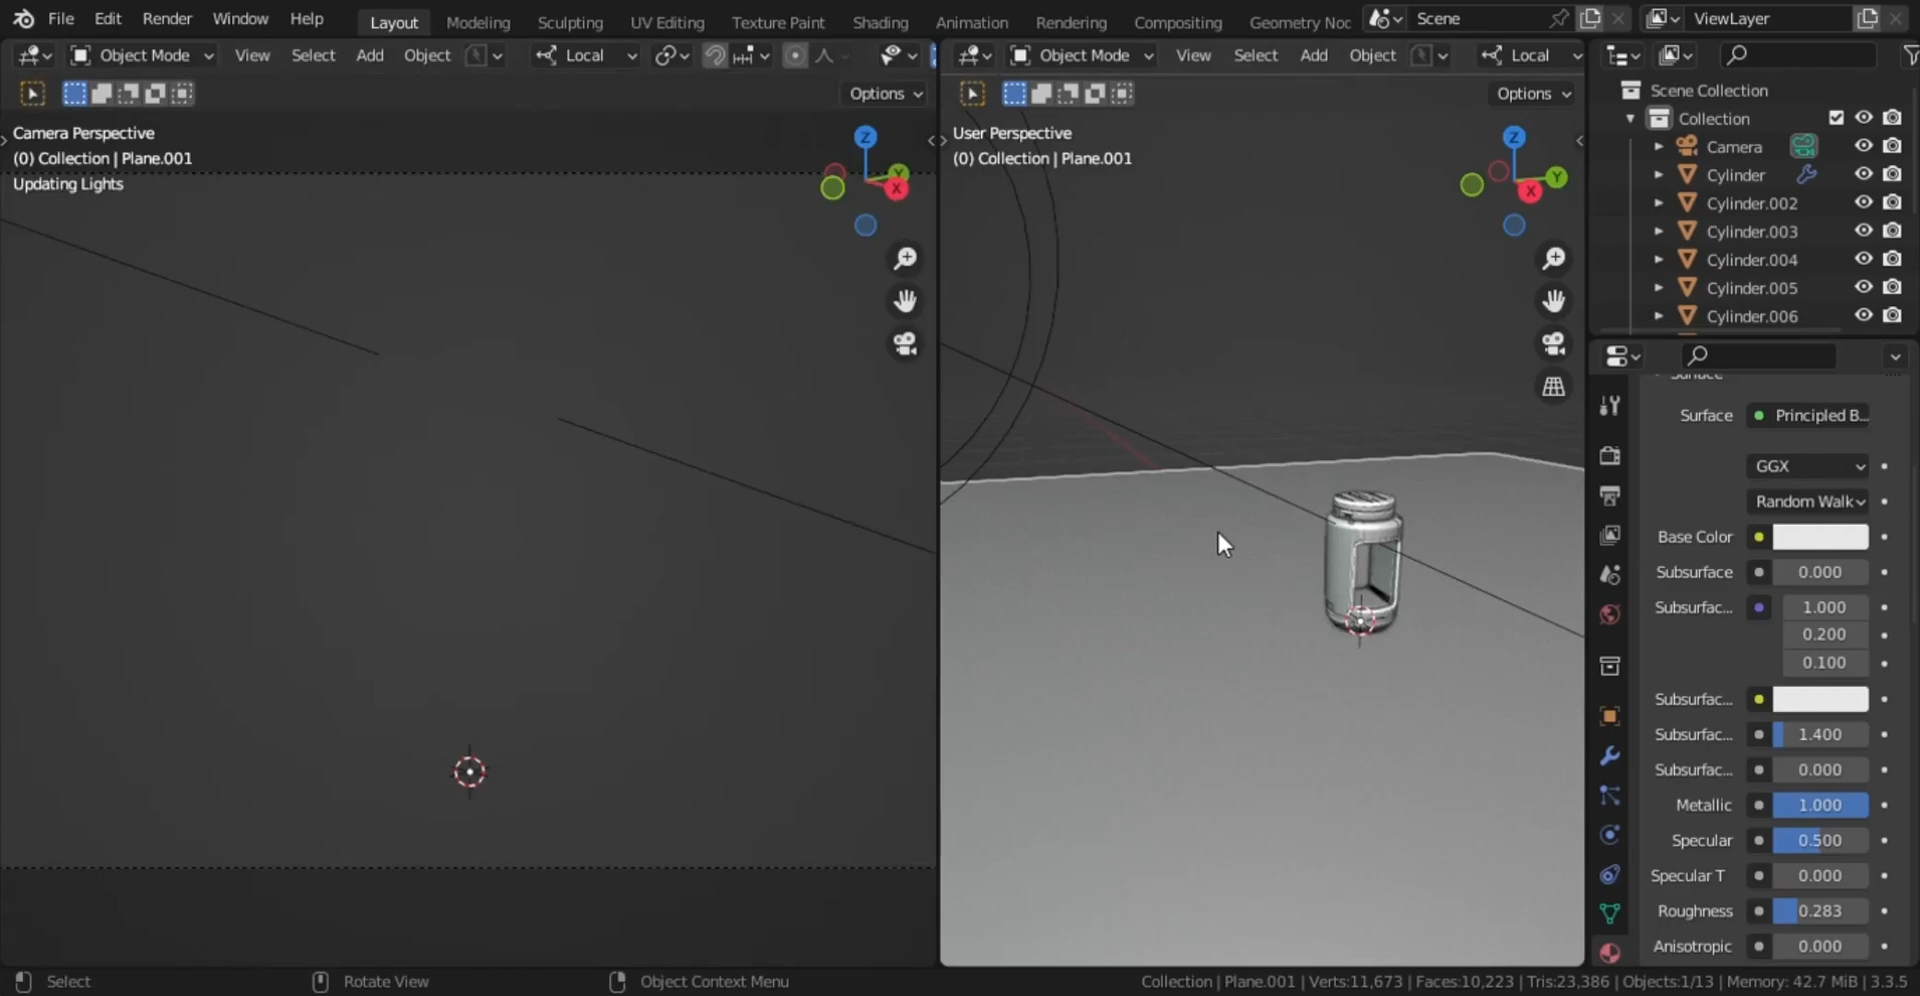 File Edit Render Window Help Layout Modeling Sculpting UV Editing Texture Paint Shading Animation Rendering Compositing Geometry Noc Scene ViewLayer
Object Mode View Select Add Object Local
Options
Camera Perspective
(0) Collection | Plane.001
Updating Lights
Z
Y
X
Object Mode View Select Add Object Local
Options
User Perspective
(0) Collection | Plane.001
Z
Y
X
Scene Collection
Collection
Camera
Cylinder
Cylinder.002
Cylinder.003
Cylinder.004
Cylinder.005
Cylinder.006
Surface
Surface Principled B...
GGX
Random Walk
Base Color
Subsurface 0.000
Subsurfac... 1.000
0.200
0.100
Subsurfac...
Subsurfac... 1.400
Subsurfac... 0.000
Metallic 1.000
Specular 0.500
Specular T 0.000
Roughness 0.283
Anisotropic 0.000
Select Rotate View Object Context Menu Collection | Plane.001 | Verts:11,673 | Faces:10,223 | Tris:23,386 | Objects:1/13 | Memory: 42.7 MiB | 3.3.5